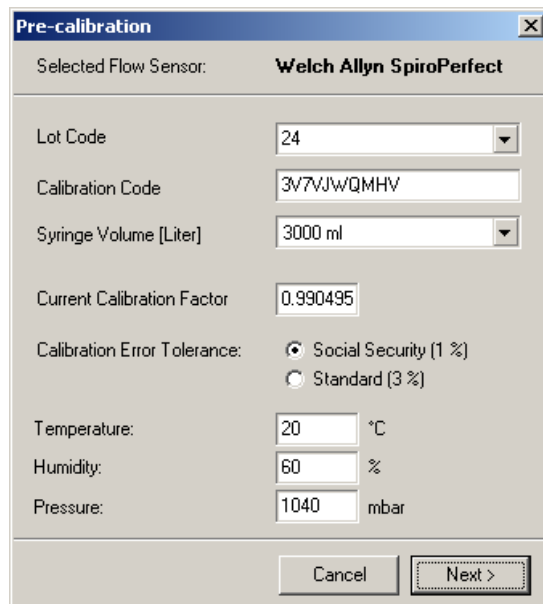 Pre-calibration
Selected Flow Sensor: Welch Allyn SpiroPerfect
Lot Code 24
Calibration Code 3V7VJWQMHV
Syringe Volume [Liter] 3000 ml
Current Calibration Factor 0.990495
Calibration Error Tolerance: Social Security (1 %)
Standard (3 %)
Temperature: 20 °C
Humidity: 60 %
Pressure: 1040 mbar
Cancel Next >